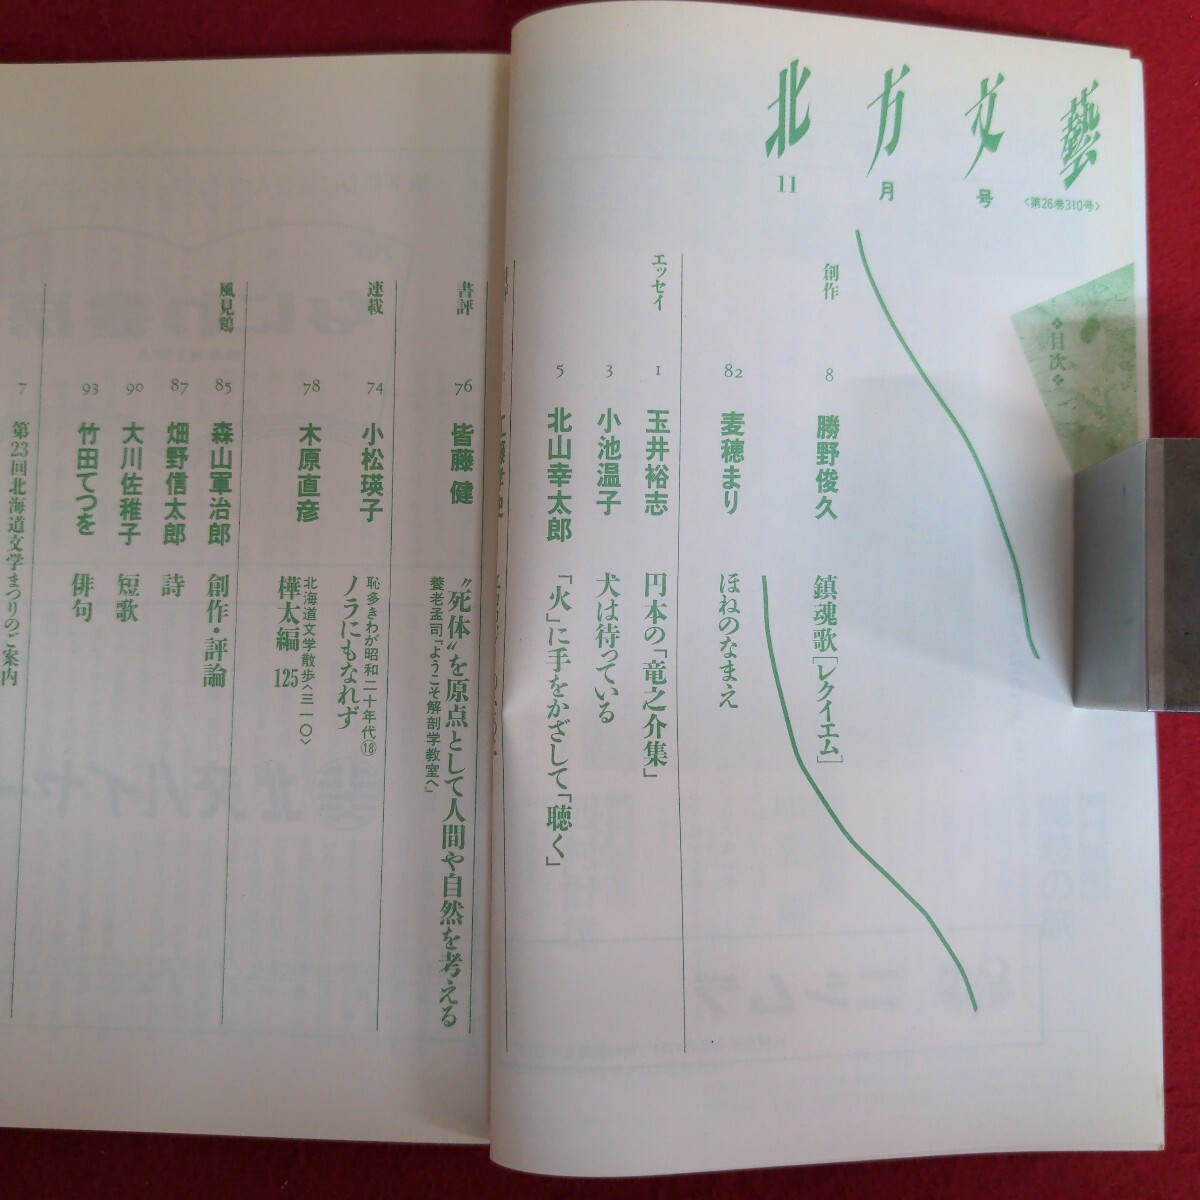 北方文藝
11月号
〈第26巻310号〉
❖目次❖
創作
8 勝野俊久 鎮魂歌[レクイエム]
82 麦穂まり ほねのなまえ
エッセイ
1 玉井裕志 円本の「竜之介集」
3 小池温子 犬は待っている
5 北山幸太郎 「火」に手をかざして「聴く」
書評
76 皆藤健 “死体”を原点として人間や自然を考える
養老孟司「ようこそ解剖学教室へ」
連載
74 小松瑛子 恥多きわが昭和二十年代⑱
ノラにもなれず
78 木原直彦 北海道文学散歩〈三一〇〉
樺太編 125
風見鶏
85 森山軍治郎 創作・評論
87 畑野信太郎 詩
90 大川佐稚子 短歌
93 竹田てつを 俳句
7 第23回北海道文学まつりのご案内